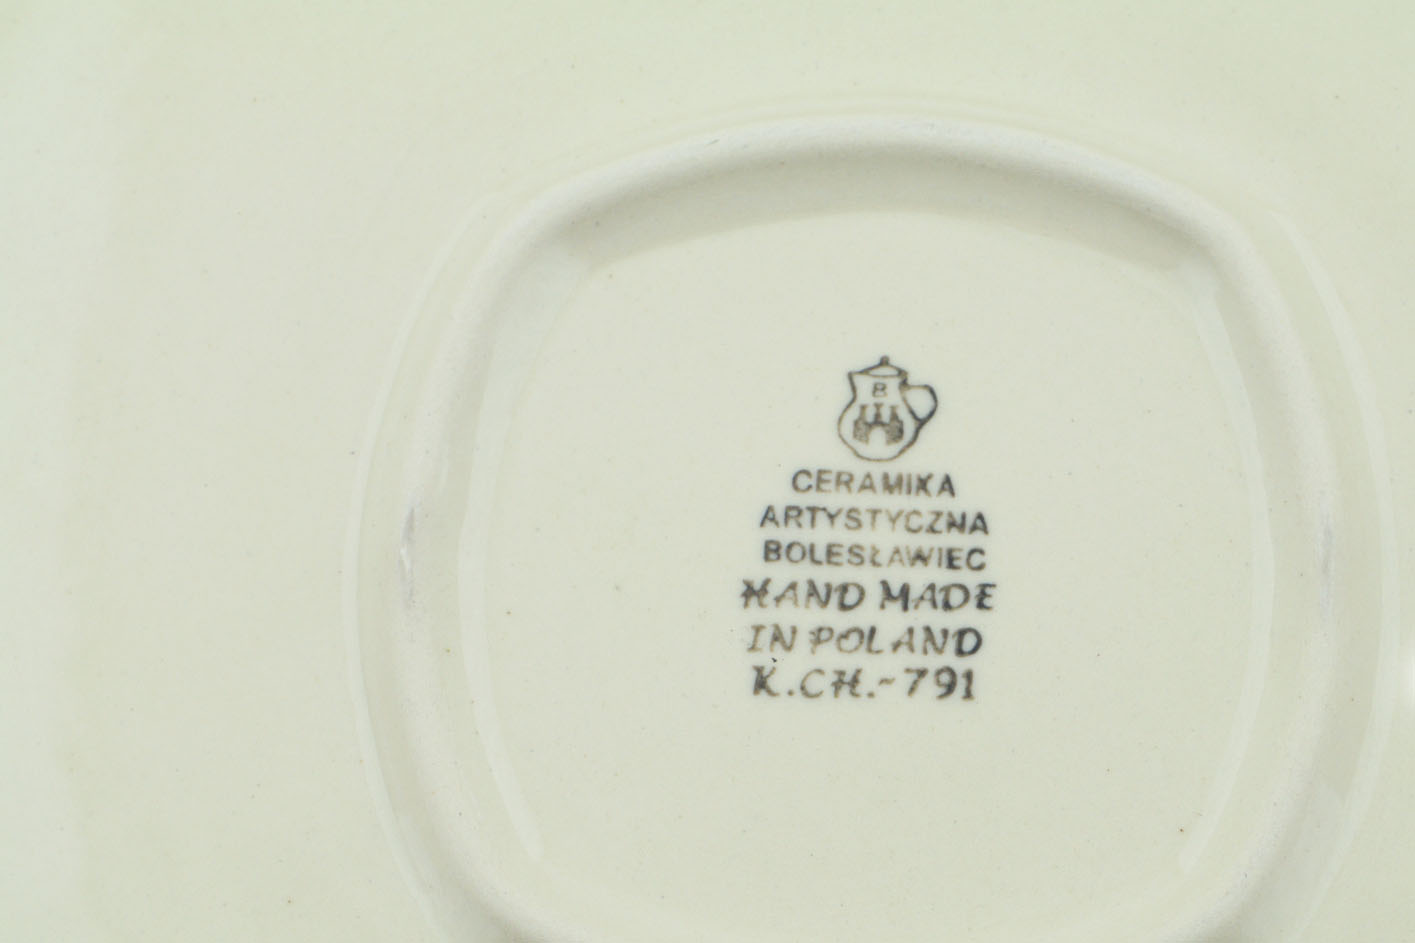 B
CERAMIKA
ARTYSTYCZNA
BOLESŁAWIEC
HAND MADE
IN POLAND
K.CH.-791